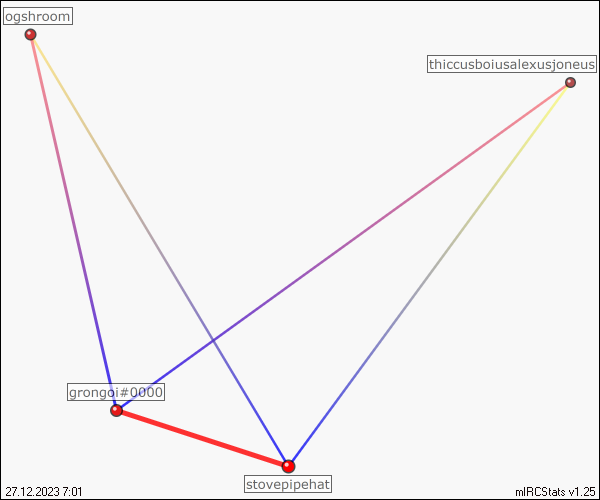 ogshroom
thiccusboiusalexusjoneus
grongoi#0000
stovepipehat
27.12.2023 7:01
mIRCStats v1.25